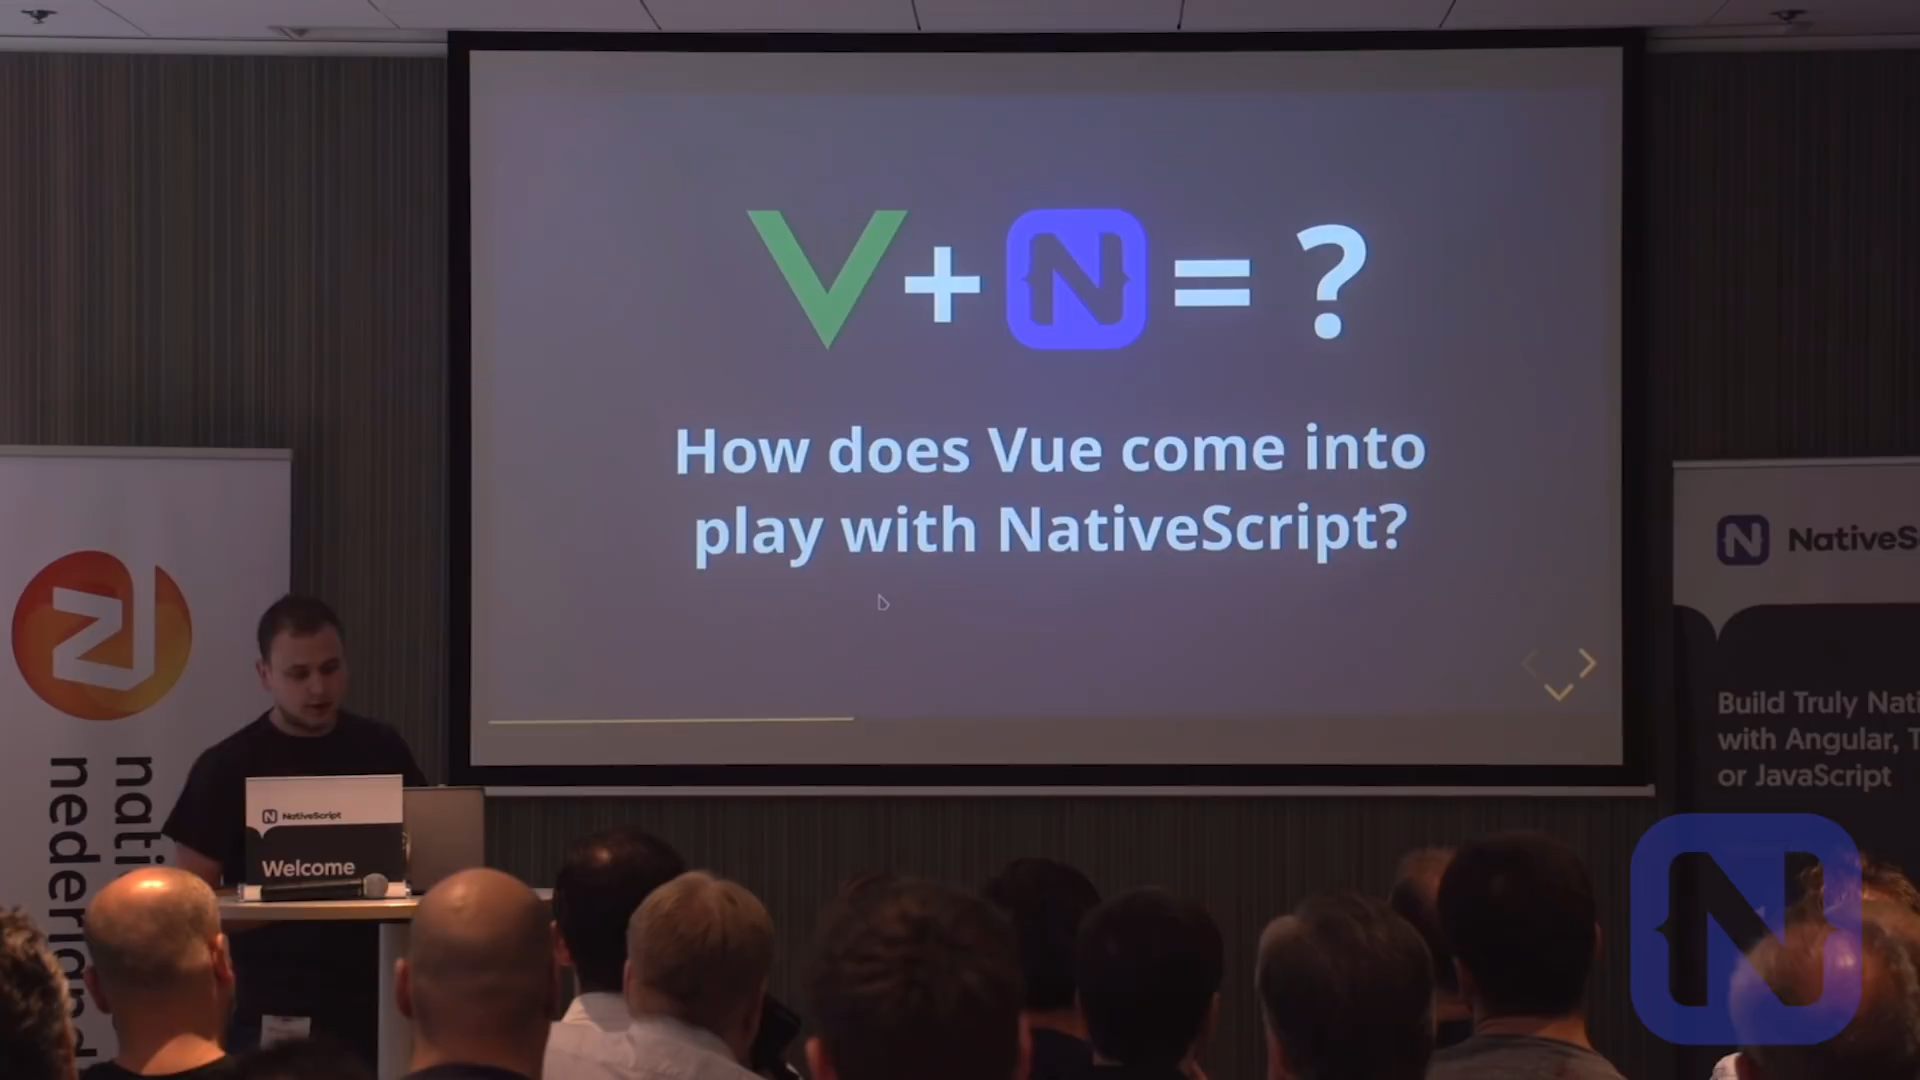 V + N = ?
How does Vue come into
play with NativeScript?
NativeS
Build Truly Nati
with Angular, T
or JavaScript
NativeScript
Welcome
nati
nederland